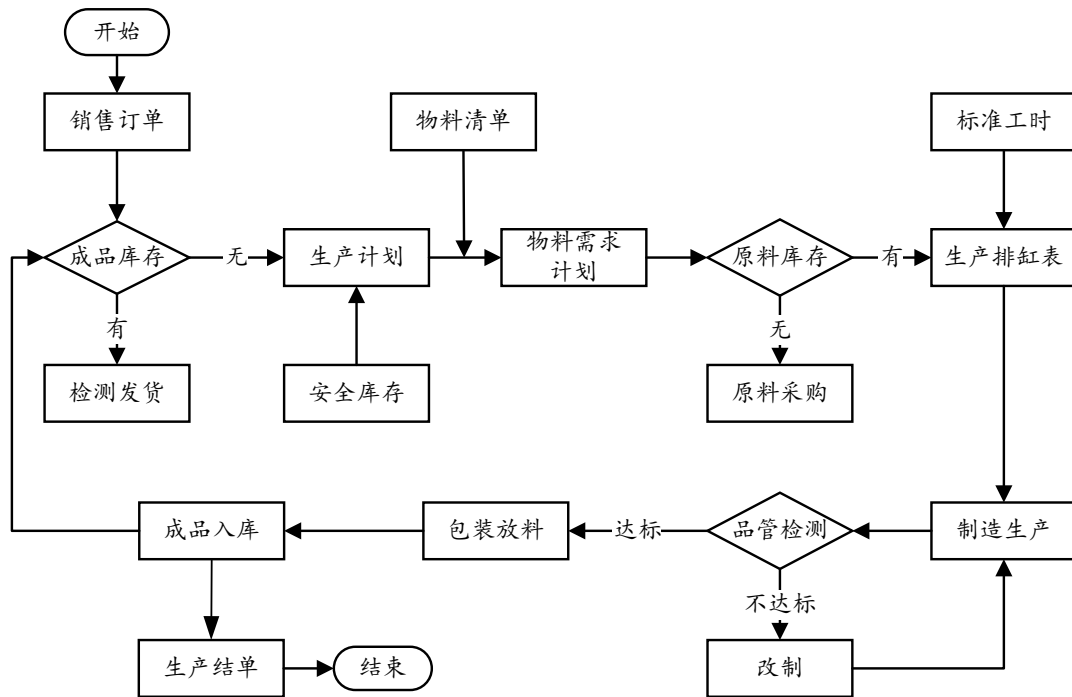 开始
销售订单
物料清单
标准工时
成品库存
无
生产计划
物料需求
计划
原料库存
有
生产排缸表
有
无
检测发货
安全库存
原料采购
成品入库
包装放料
达标
品管检测
制造生产
不达标
生产结单
结束
改制